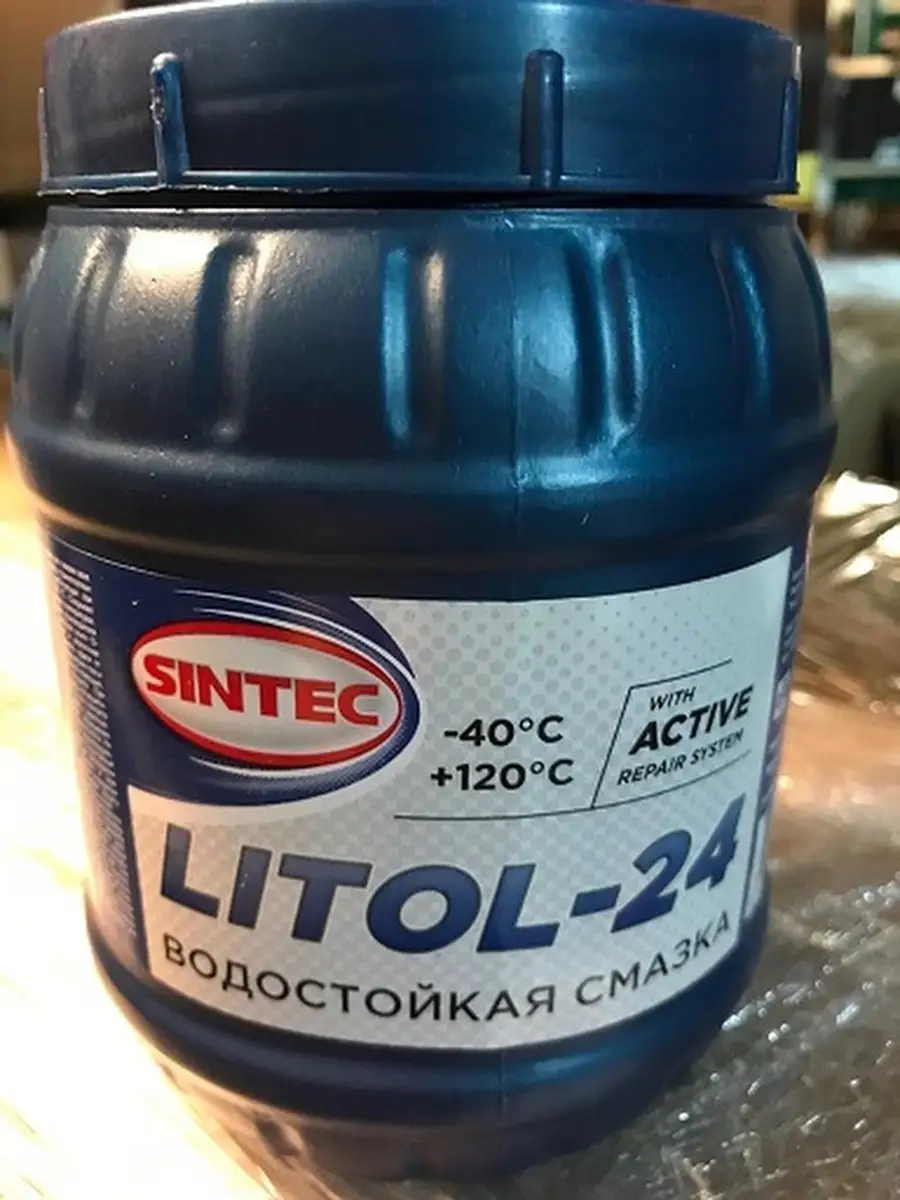 SINTEC
-40°C
+120°C
WITH
ACTIVE
REPAIR SYSTEM
LITOL-24
ВОДОСТОЙКАЯ СМАЗКА